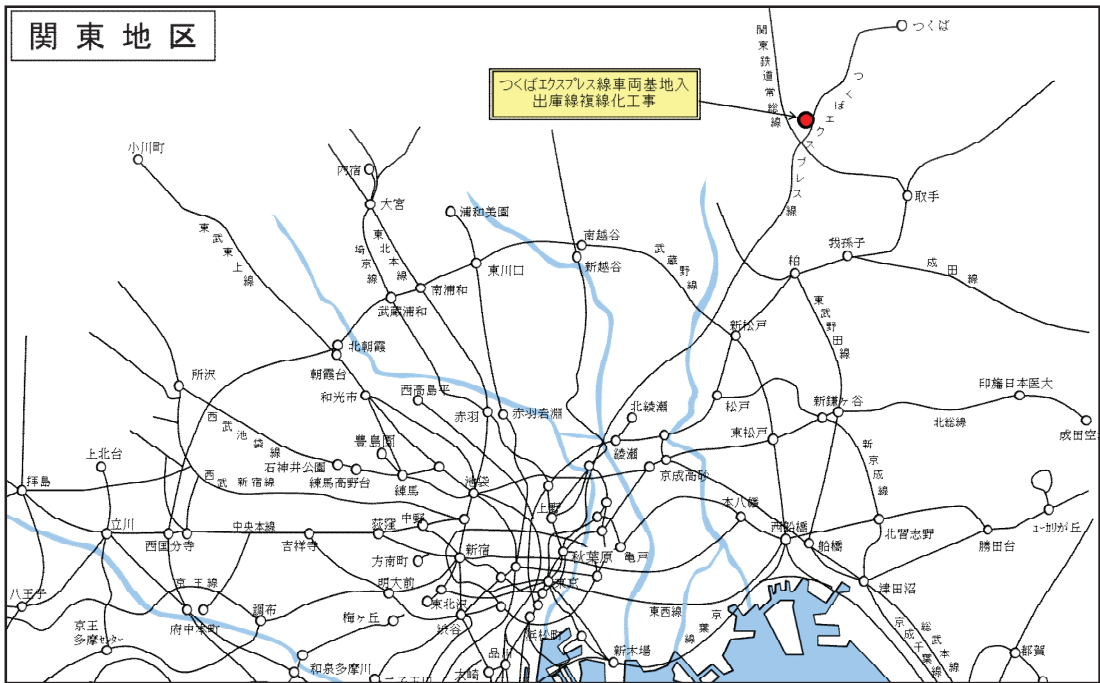 関東地区
つくばエクスプレス線車両基地入
出庫線複線化工事
つくば
関東鉄道常総線
つくばエクスプレス線
小川町
内宿
大宮
取手
浦和美園
東武東上線
埼京線
東北本線
南越谷
新越谷
武蔵野線
我孫子
東川口
柏
成田線
南浦和
武蔵浦和
東武野田線
新松戸
北朝霞
朝霞台
所沢
西高島平
和光市
赤羽
赤羽岩淵
北綾瀬
松戸
新鎌ヶ谷
印旛日本医大
北総線
成田空
西武池袋線
豊島園
東松戸
綾瀬
上北台
石神井公園
練馬高野台
練馬
京成高砂
新京成線
拝島
西武新宿線
池袋
上野
本八幡
立川
中央本線
荻窪
中野
西船橋
北習志野
ユーカリが丘
西国分寺
吉祥寺
新宿
秋葉原
亀戸
船橋
勝田台
方南町
八王子
京王線
明大前
東京
津田沼
東北沢
調布
梅ヶ丘
渋谷
東西線
京葉線
京王
多摩センター
府中本町
浜松町
総武本線
京成千葉線
品川
新木場
都賀
和泉多摩川
二子玉川
大崎